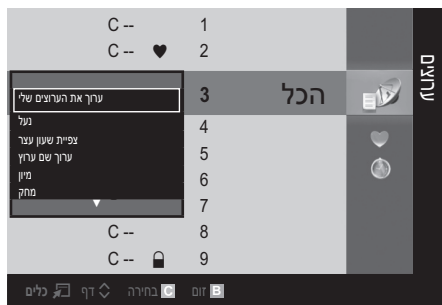 ערוצים
הכל
1 C --
2 ♥ C --
3
4
5
6
7
8 C --
9 C --
ערוך את הערוצים שלי
נעל
צפיית שעון עצר
ערוך שם ערוץ
מיון
מחק
▼
B זום C בחירה דף כלים